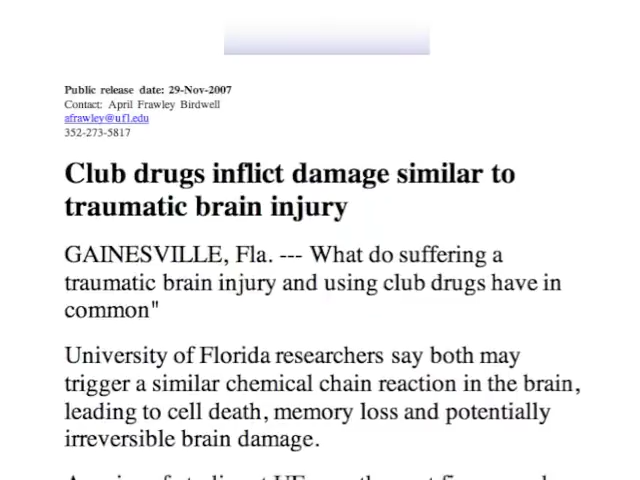 Public release date: 29-Nov-2007
Contact: April Frawley Birdwell
afrawley@ufl.edu
352-273-5817
Club drugs inflict damage similar to
traumatic brain injury
GAINESVILLE, Fla. --- What do suffering a
traumatic brain injury and using club drugs have in
common"
University of Florida researchers say both may
trigger a similar chemical chain reaction in the brain,
leading to cell death, memory loss and potentially
irreversible brain damage.